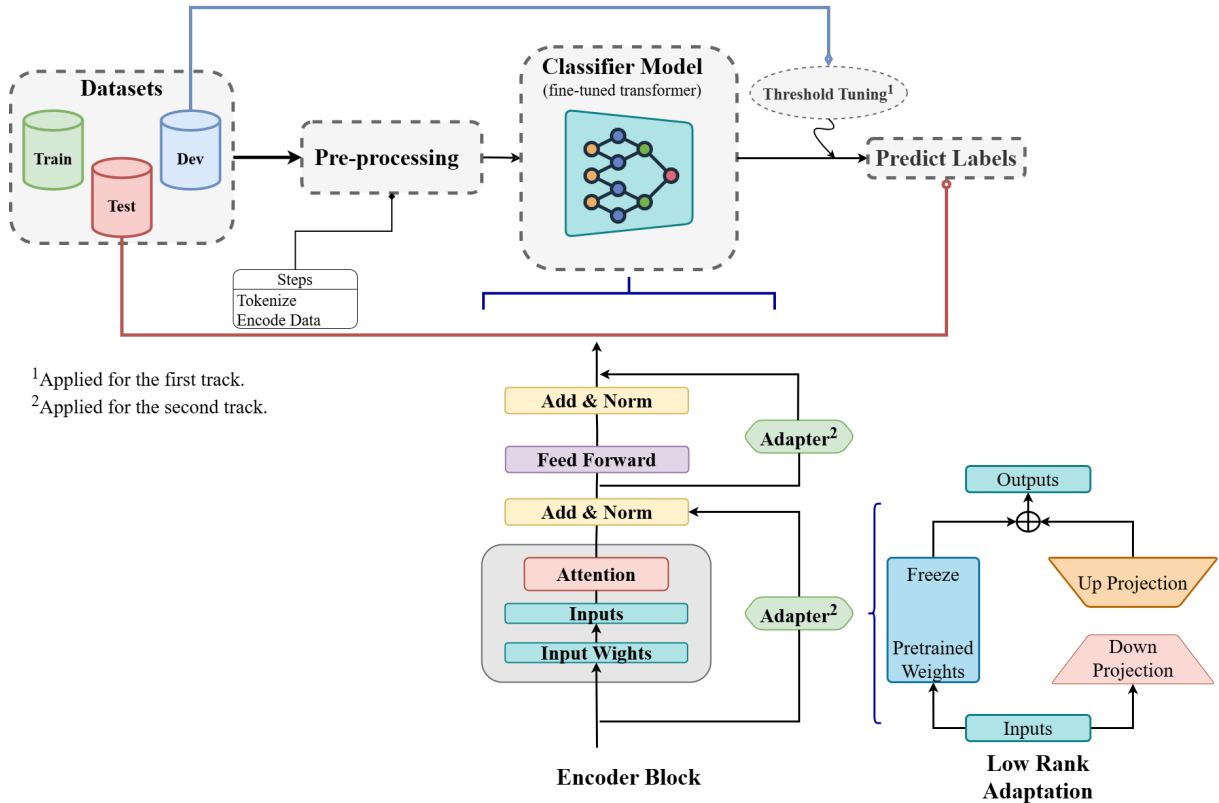 Datasets
Train
Dev
Test
Pre-processing
Steps
Tokenize
Encode Data
Classifier Model
(fine-tuned transformer)
Threshold Tuning1
Predict Labels
1Applied for the first track.
2Applied for the second track.
Add & Norm
Feed Forward
Add & Norm
Attention
Inputs
Input Wights
Adapter2
Adapter2
Encoder Block
Outputs
Freeze
Pretrained
Weights
Up Projection
Down
Projection
Inputs
Low Rank
Adaptation